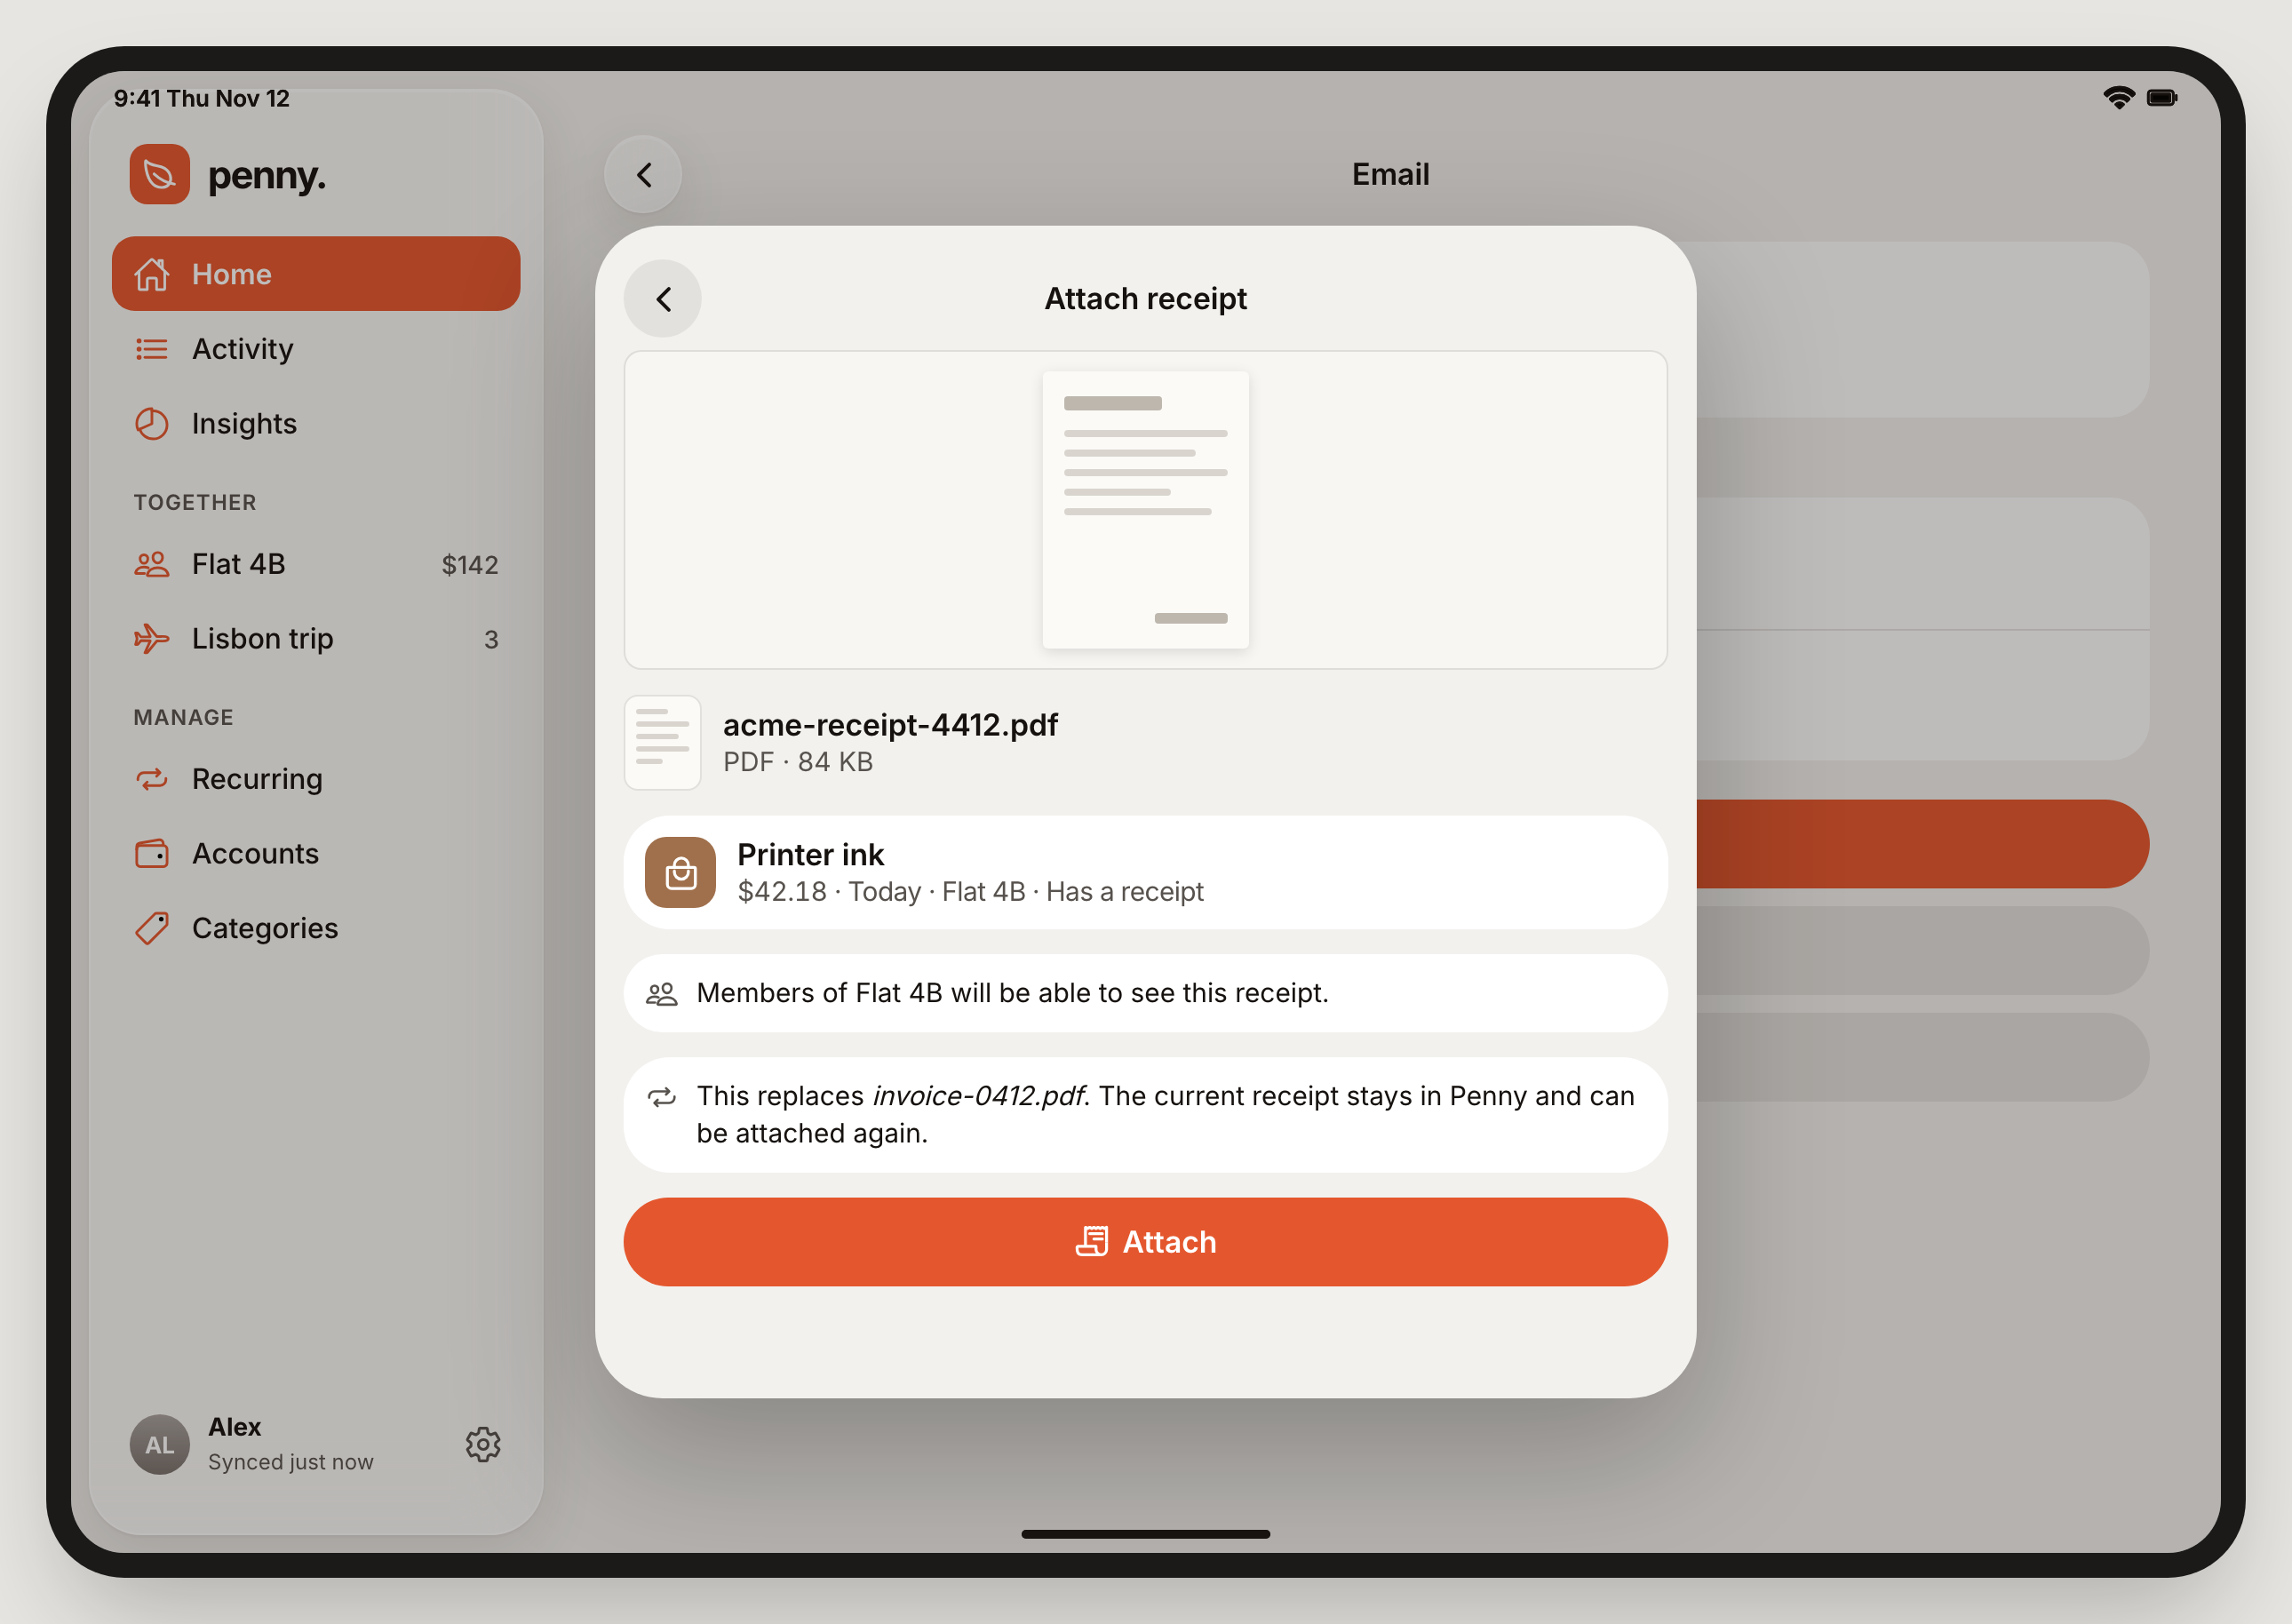 9:41 Thu Nov 12
penny.
Home
Activity
Insights
TOGETHER
Flat 4B $142
Lisbon trip 3
MANAGE
Recurring
Accounts
Categories
AL
Alex
Synced just now
Email
Attach receipt
acme-receipt-4412.pdf
PDF · 84 KB
Printer ink
$42.18 · Today · Flat 4B · Has a receipt
Members of Flat 4B will be able to see this receipt.
This replaces invoice-0412.pdf. The current receipt stays in Penny and can
be attached again.
Attach